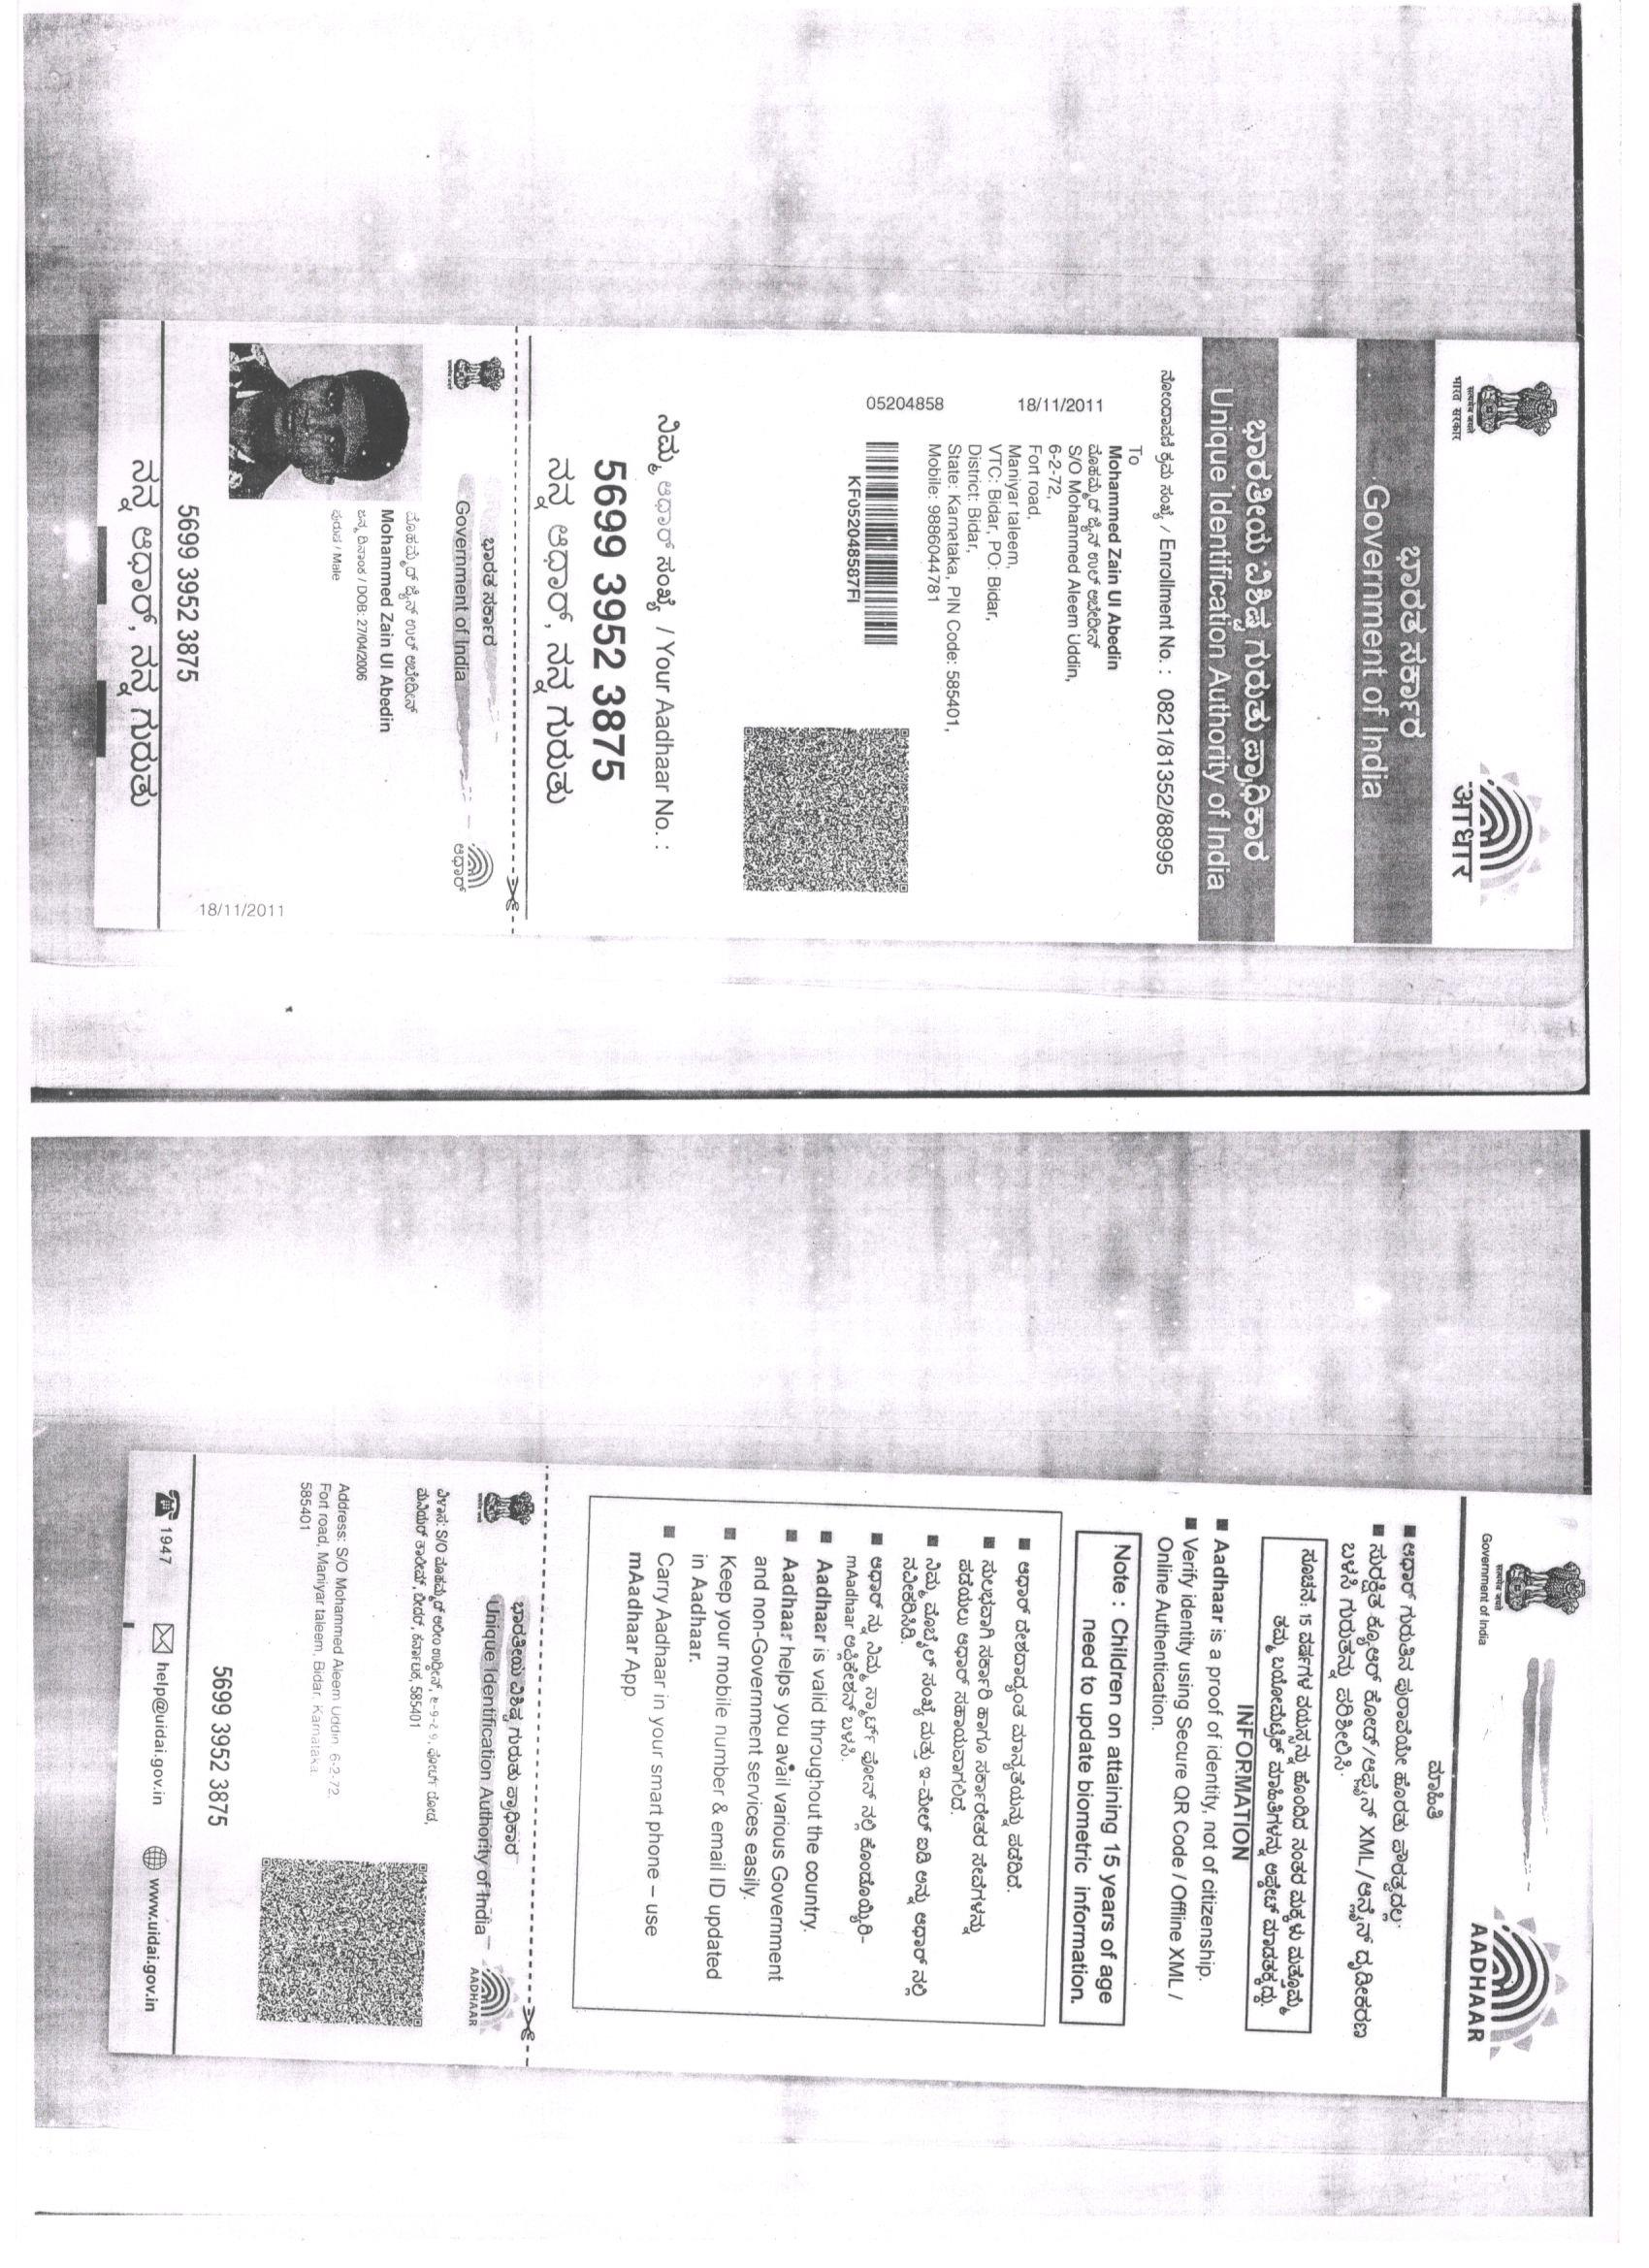 भारत सरकार
आधार
ಭಾರತ ಸರ್ಕಾರ
Government of India
ಭಾರತೀಯ ವಿಶಿಷ್ಟ ಗುರುತು ಪ್ರಾಧಿಕಾರ
Unique Identification Authority of India
ನೋಂದಾವಣೆ ಕ್ರಮ ಸಂಖ್ಯೆ / Enrollment No. : 0821/81352/88995
18/11/2011
05204858
To
Mohammed Zain Ul Abedin
ಮೊಹಮ್ಮದ್ ಜೈನ್ ಉಲ್ ಅಬೇದೀನ್
S/O Mohammed Aleem Uddin,
6-2-72,
Fort road,
Maniyar taleem,
VTC: Bidar, PO: Bidar,
District: Bidar,
State: Karnataka, PIN Code: 585401,
Mobile: 9886044781
KF052048587FI
ನಿಮ್ಮ ಆಧಾರ್ ಸಂಖ್ಯೆ / Your Aadhaar No. :
5699 3952 3875
ನನ್ನ ಆಧಾರ್, ನನ್ನ ಗುರುತು
ಭಾರತ ಸರ್ಕಾರ
Government of India
ಆಧಾರ್
ಮೊಹಮ್ಮದ್ ಜೈನ್ ಉಲ್ ಅಬೇದೀನ್
Mohammed Zain Ul Abedin
ಜನ್ಮ ದಿನಾಂಕ / DOB: 27/04/2006
ಪುರುಷ / Male
18/11/2011
5699 3952 3875
ನನ್ನ ಆಧಾರ್, ನನ್ನ ಗುರುತು
Government of India
AADHAAR
ಮಾಹಿತಿ
■ ಆಧಾರ್ ಗುರುತಿನ ಪುರಾವೆಯೇ ಹೊರತು ಪೌರತ್ವದಲ್ಲ.
■ ಸುರಕ್ಷಿತ ಕ್ಯೂಆರ್ ಕೋಡ್ /ಆಫ್ಲೈನ್ XML / ಆನ್ಲೈನ್ ದೃಢೀಕರಣ
ಬಳಸಿ ಗುರುತನ್ನು ಪರಿಶೀಲಿಸಿ.
ಸೂಚನೆ: 15 ವರ್ಷಗಳ ವಯಸ್ಸನ್ನು ಹೊಂದಿದ ನಂತರ ಮಕ್ಕಳು ಮತ್ತೊಮ್ಮೆ
ತಮ್ಮ ಬಯೋಮೆಟ್ರಿಕ್ ಮಾಹಿತಿಗಳನ್ನು ಅಪ್ಡೇಟ್ ಮಾಡತಕ್ಕದ್ದು.
INFORMATION
■ Aadhaar is a proof of identity, not of citizenship.
■ Verify identity using Secure QR Code / Offline XML /
Online Authentication.
Note : Children on attaining 15 years of age
need to update biometric information.
■ ಆಧಾರ್ ದೇಶದಾದ್ಯಂತ ಮಾನ್ಯತೆಯನ್ನು ಪಡೆದಿದೆ.
■ ಸುಲಭವಾಗಿ ಸರ್ಕಾರಿ ಹಾಗೂ ಸರ್ಕಾರೇತರ ಸೇವೆಗಳನ್ನು
ಪಡೆಯಲು ಆಧಾರ್ ಸಹಾಯವಾಗಲಿದೆ.
■ ನಿಮ್ಮ ಮೊಬೈಲ್ ಸಂಖ್ಯೆ ಮತ್ತು ಇ-ಮೇಲ್ ಐಡಿ ಅನ್ನು ಆಧಾರ್ ನಲ್ಲಿ
ನವೀಕರಿಸಿರಿ.
■ ಆಧಾರ್ ನ್ನು ನಿಮ್ಮ ಸ್ಮಾರ್ಟ್ ಫೋನ್ ನಲ್ಲಿ ಕೊಂಡೊಯ್ಯಿರಿ-
mAadhaar ಅಪ್ಲಿಕೇಶನ್ ಬಳಸಿ.
■ Aadhaar is valid throughout the country.
■ Aadhaar helps you avail various Government
and non-Government services easily.
■ Keep your mobile number & email ID updated
in Aadhaar.
■ Carry Aadhaar in your smart phone – use
mAadhaar App.
ಭಾರತೀಯ ವಿಶಿಷ್ಟ ಗುರುತು ಪ್ರಾಧಿಕಾರ
Unique Identification Authority of India
AADHAAR
ವಿಳಾಸ: S/O ಮೊಹಮ್ಮದ್ ಅಲೀಂ ಉದ್ದೀನ್, ಫೋರ್ಟ್ ರೋಡ,
ಮನಿಯರ್ ತಾಲೀಮ್, ಬೀದರ್, ಕರ್ನಾಟಕ, 585401
Address: S/O Mohammed Aleem Uddin, 6-2-72,
Fort road, Maniyar taleem, Bidar, Karnataka,
585401
5699 3952 3875
1947
help@uidai.gov.in
www.uidai.gov.in